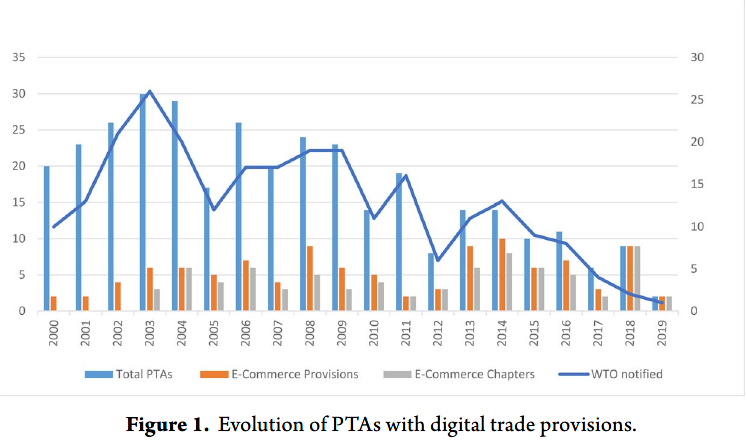 35 30
30 25
25 20
20 15
15 10
10 5
5 0
0
2000 2001 2002 2003 2004 2005 2006 2007 2008 2009 2010 2011 2012 2013 2014 2015 2016 2017 2018 2019
Total PTAs E-Commerce Provisions E-Commerce Chapters WTO notified
Figure 1. Evolution of PTAs with digital trade provisions.